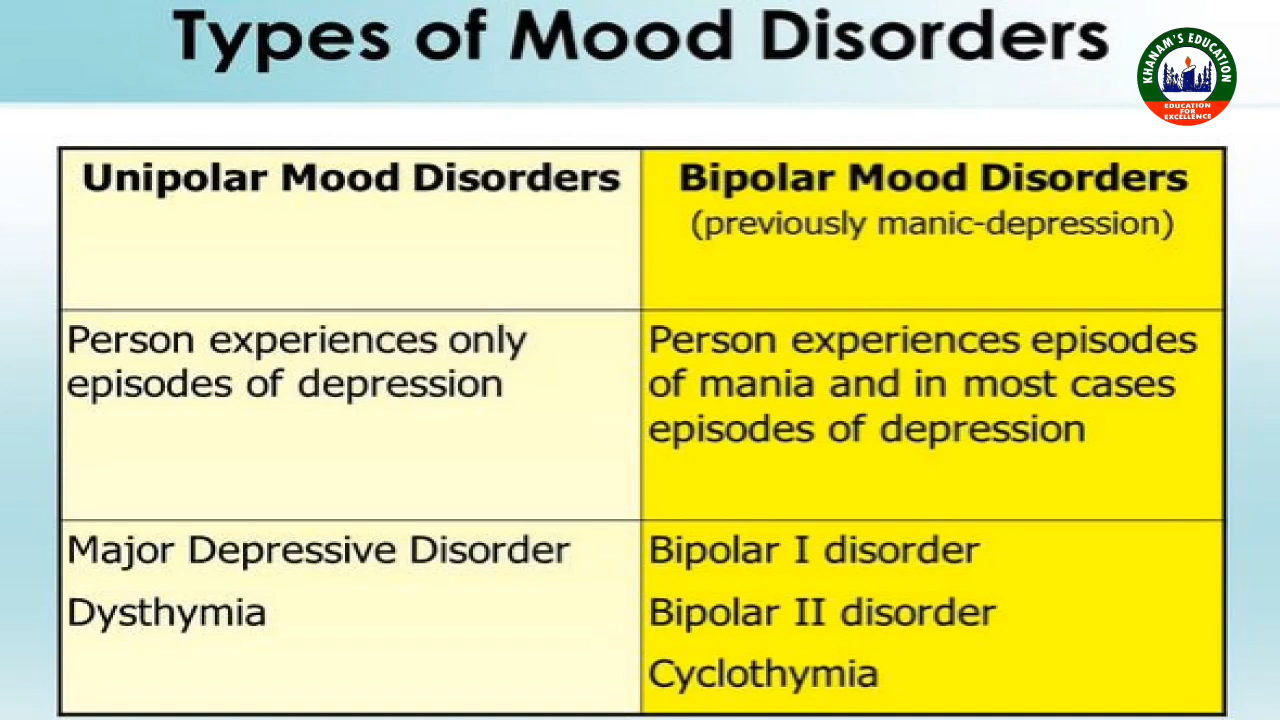 Types of Mood Disorders
KHANAM'S EDUCATION
EDUCATION
FOR
EXCELLENCE
Unipolar Mood Disorders
Bipolar Mood Disorders
(previously manic-depression)
Person experiences only
episodes of depression
Person experiences episodes
of mania and in most cases
episodes of depression
Major Depressive Disorder
Dysthymia
Bipolar I disorder
Bipolar II disorder
Cyclothymia